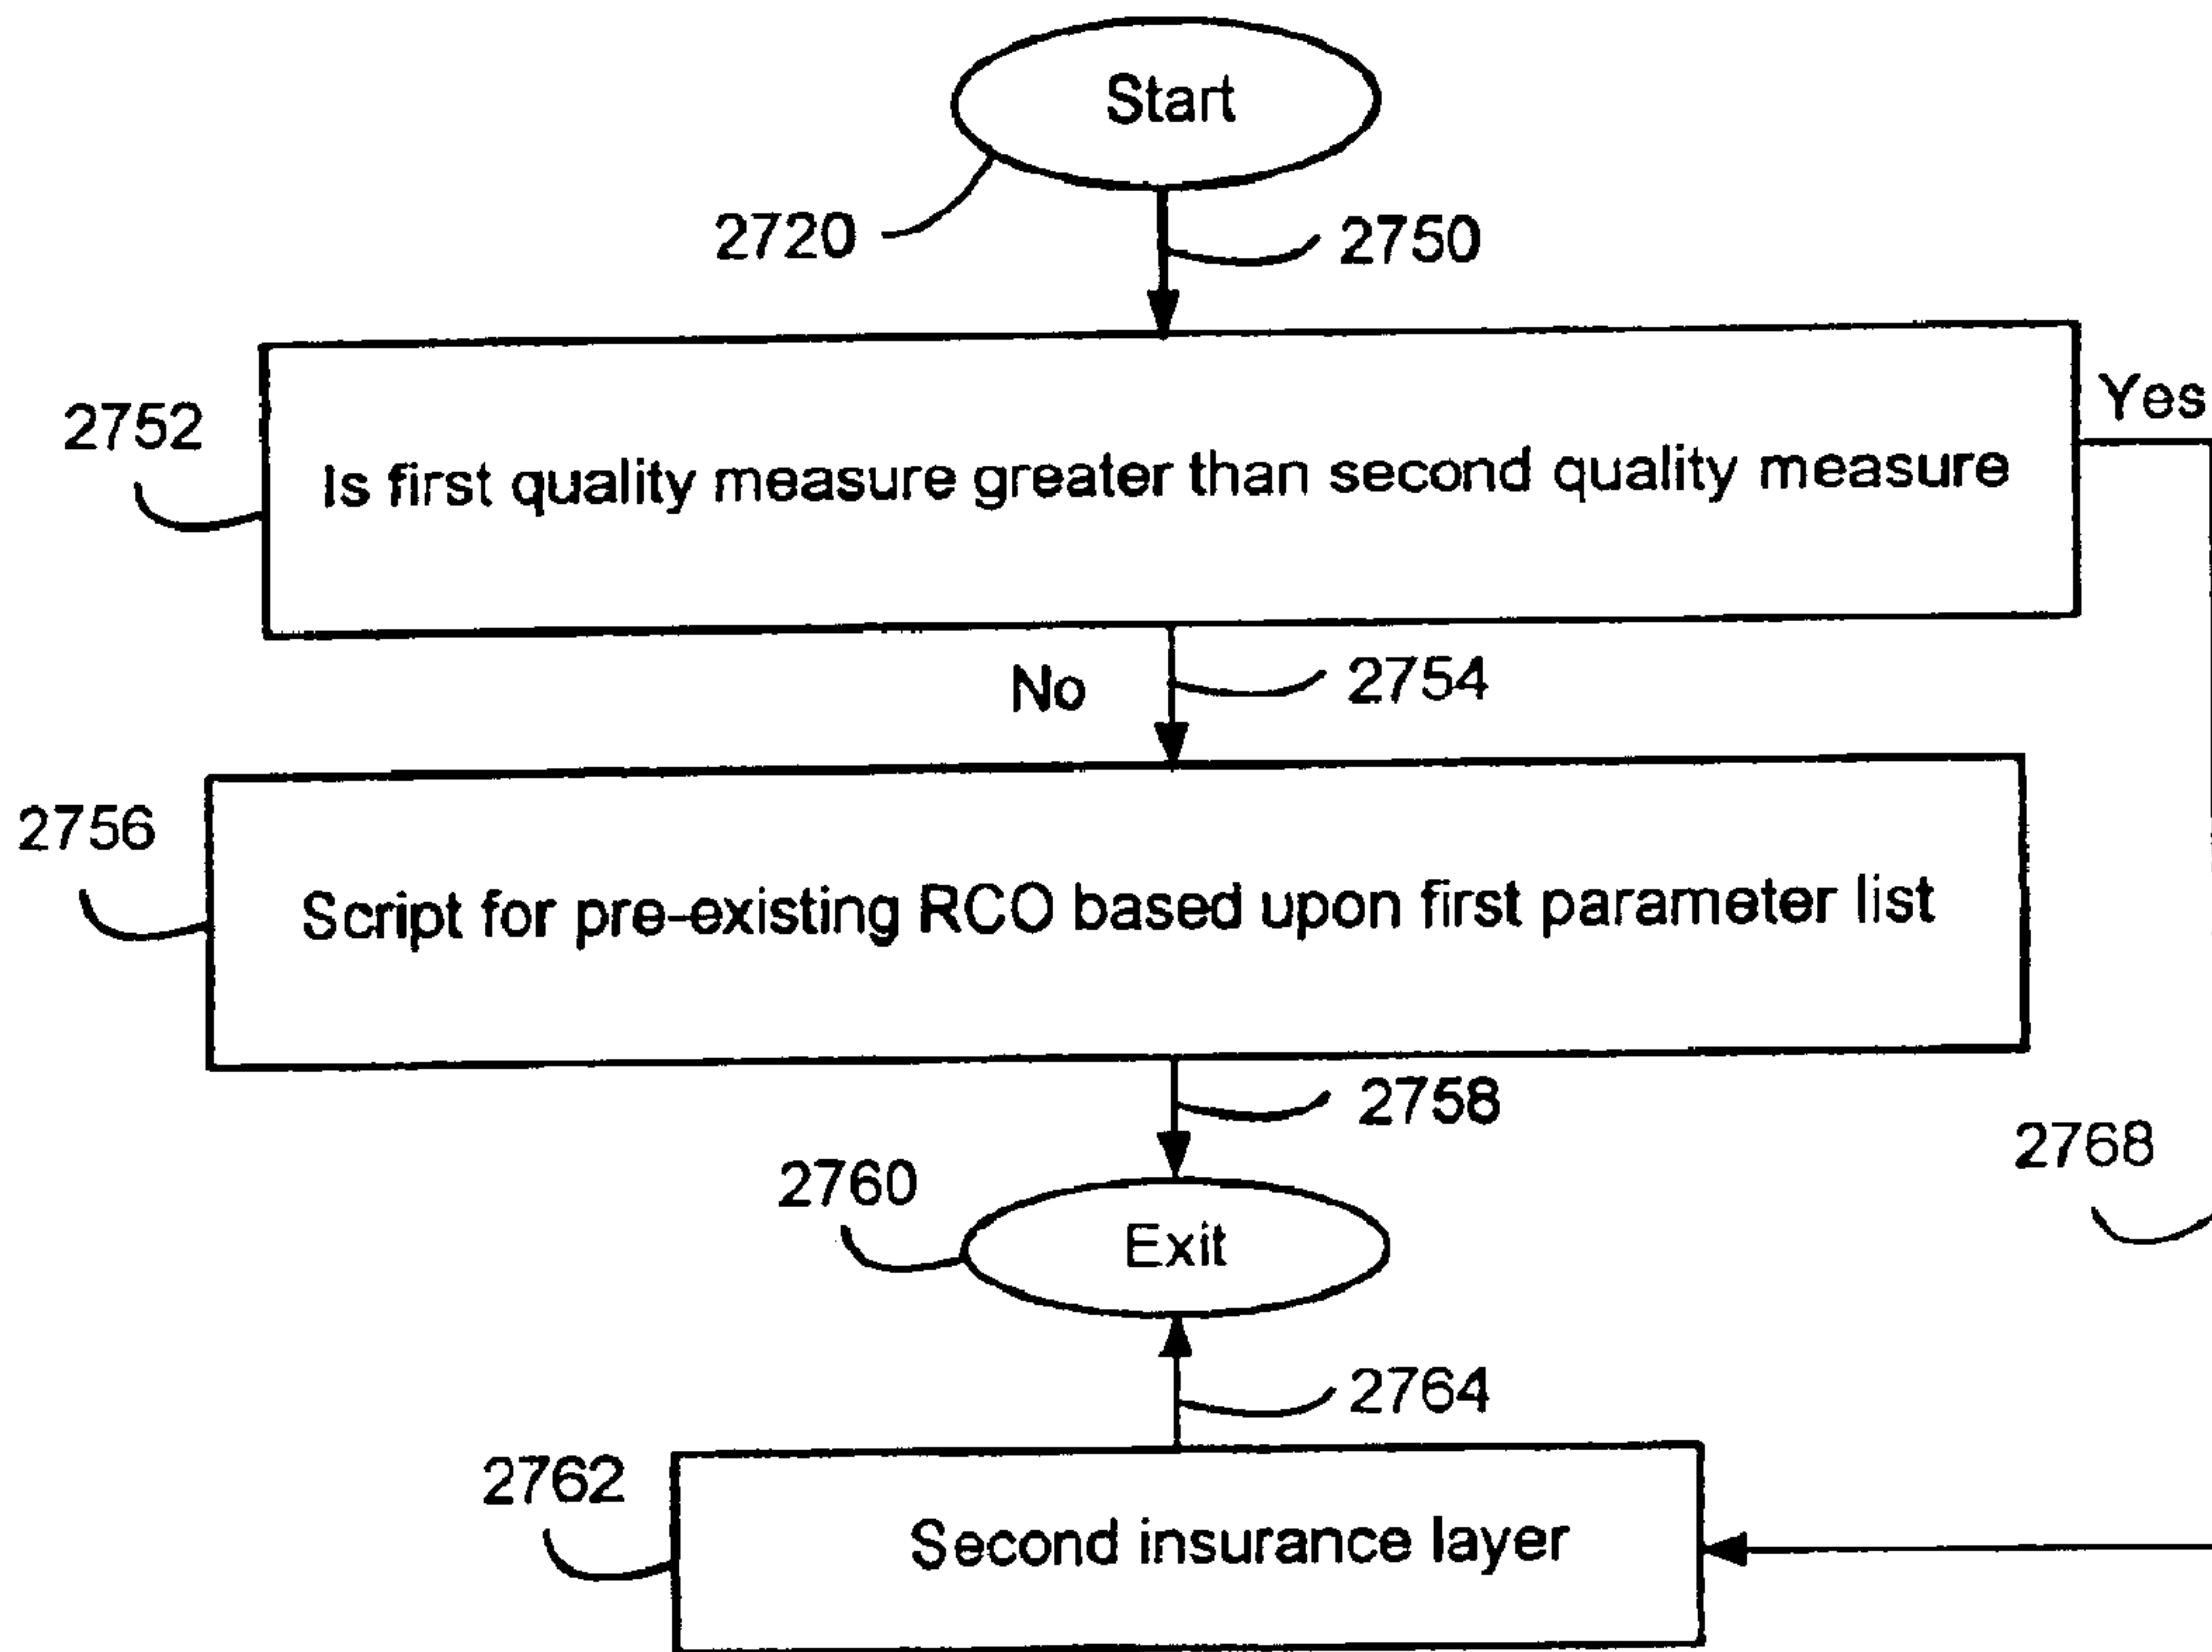 Start
2720
2750
2752
Is first quality measure greater than second quality measure
Yes
No
2754
2756
Script for pre-existing RCO based upon first parameter list
2758
2768
2760
Exit
2764
2762
Second insurance layer